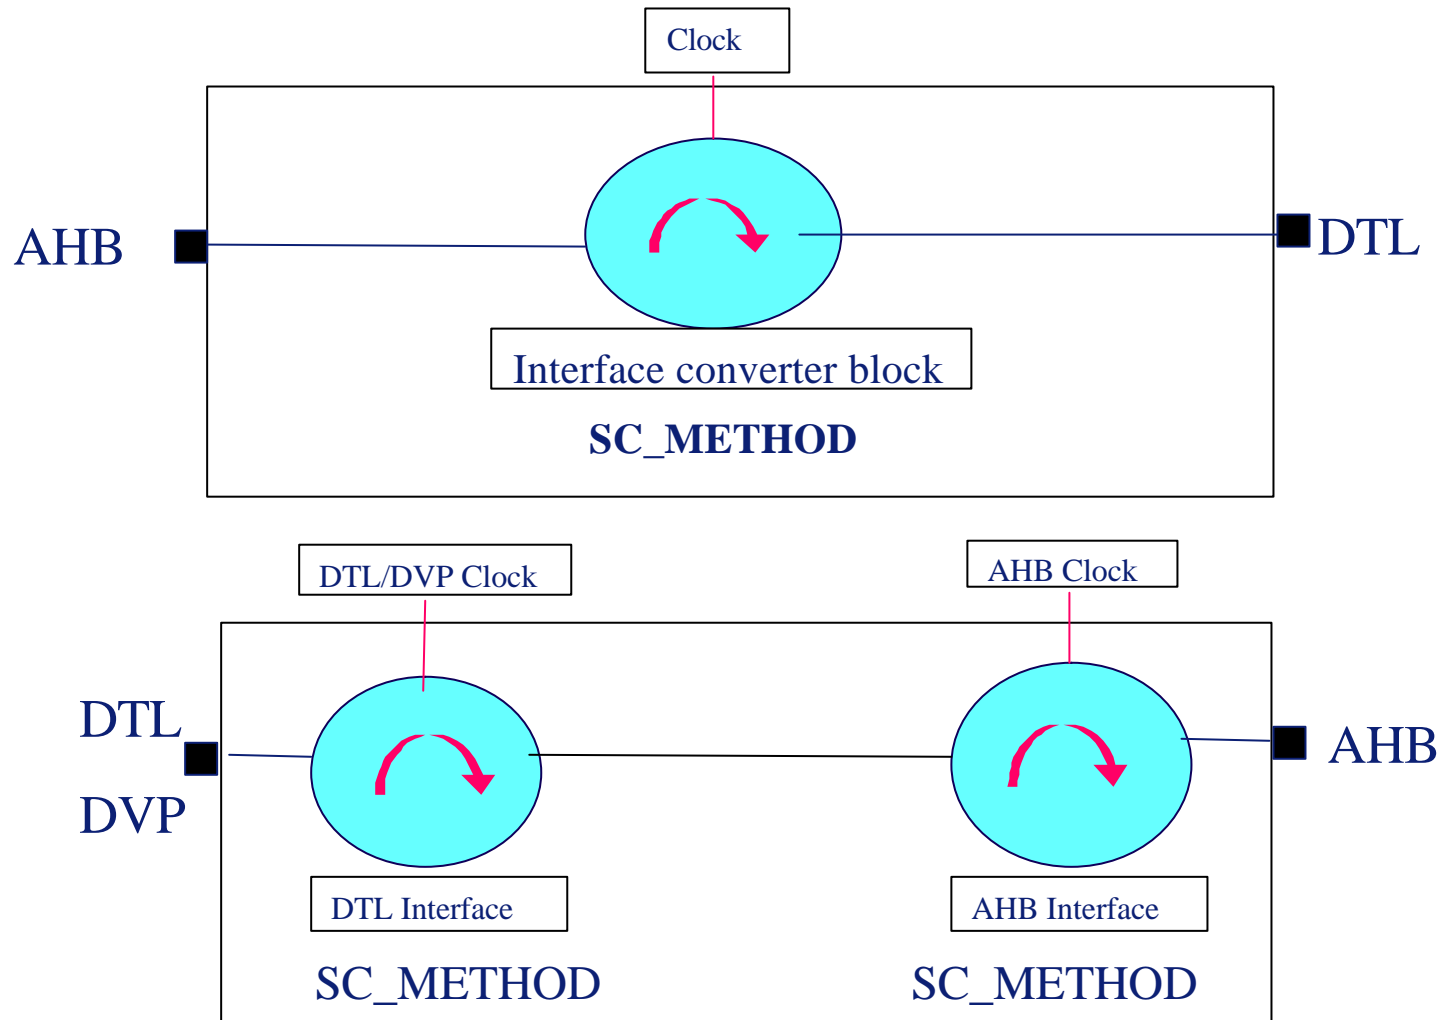 Clock
AHB
DTL
Interface converter block
SC_METHOD
DTL/DVP Clock
AHB Clock
DTL
DVP
AHB
DTL Interface
AHB Interface
SC_METHOD
SC_METHOD